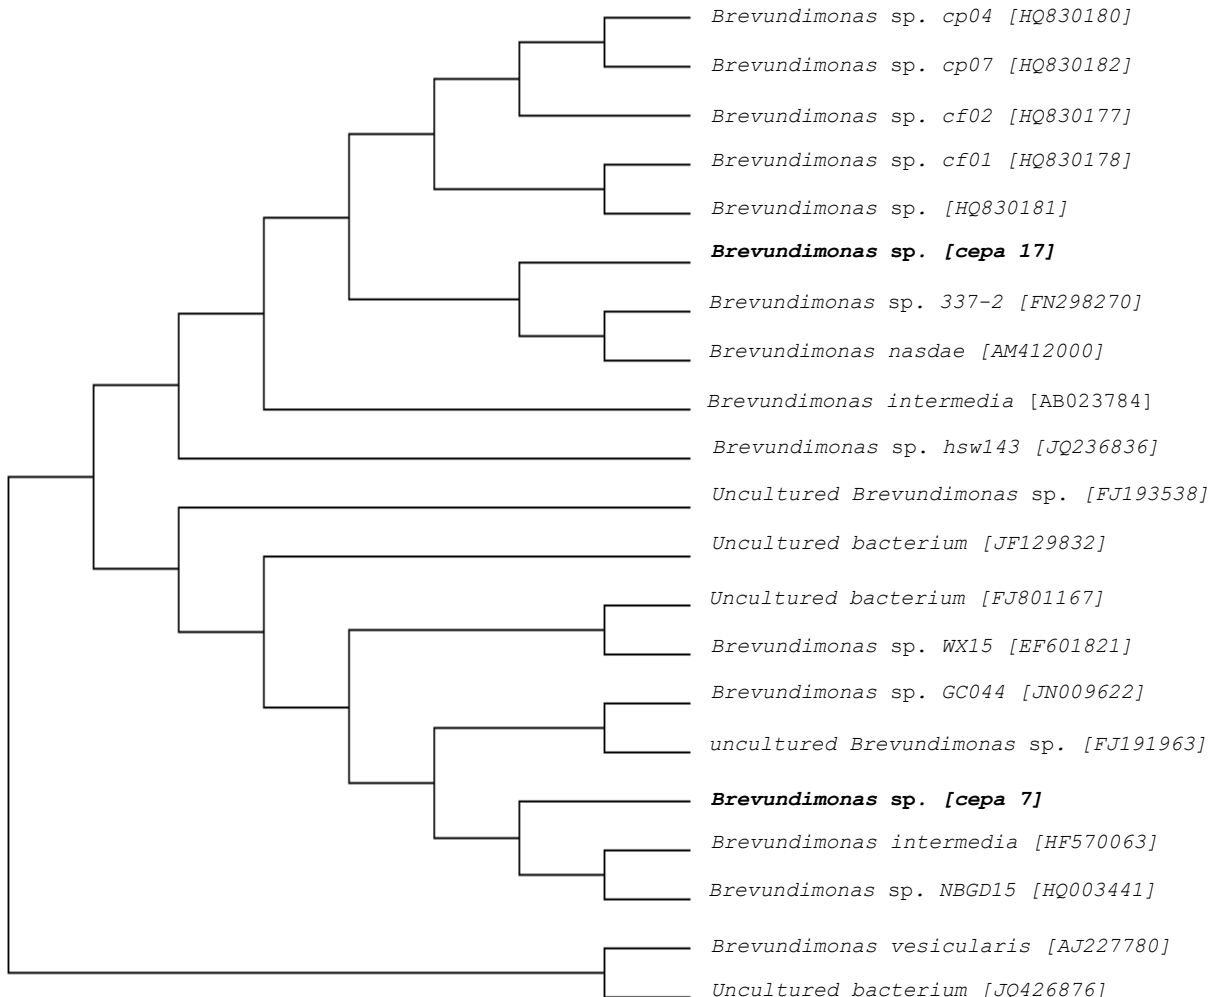 Brevundimonas sp. cp04 [HQ830180]
Brevundimonas sp. cp07 [HQ830182]
Brevundimonas sp. cf02 [HQ830177]
Brevundimonas sp. cf01 [HQ830178]
Brevundimonas sp. [HQ830181]
Brevundimonas sp. [cepa 17]
Brevundimonas sp. 337-2 [FN298270]
Brevundimonas nasdae [AM412000]
Brevundimonas intermedia [AB023784]
Brevundimonas sp. hsw143 [JQ236836]
Uncultured Brevundimonas sp. [FJ193538]
Uncultured bacterium [JF129832]
Uncultured bacterium [FJ801167]
Brevundimonas sp. WX15 [EF601821]
Brevundimonas sp. GC044 [JN009622]
uncultured Brevundimonas sp. [FJ191963]
Brevundimonas sp. [cepa 7]
Brevundimonas intermedia [HF570063]
Brevundimonas sp. NBGD15 [HQ003441]
Brevundimonas vesicularis [AJ227780]
Uncultured bacterium [JQ426876]